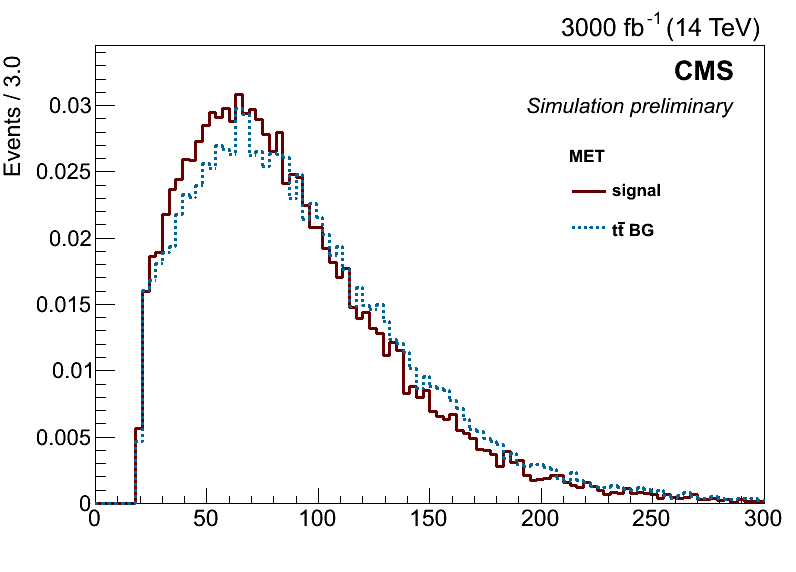 3000 fb⁻¹ (14 TeV)
CMS
Simulation preliminary
MET
signal
tt̄ BG
Events / 3.0
0.03
0.025
0.02
0.015
0.01
0.005
0
0 50 100 150 200 250 300